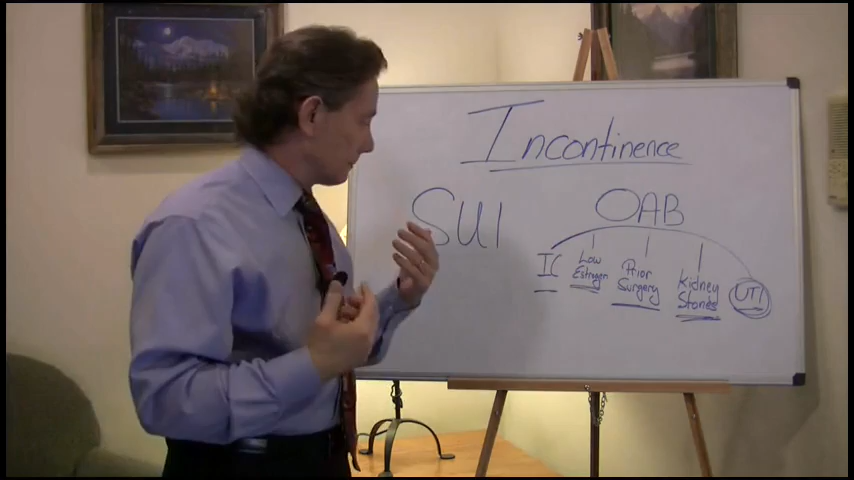 Incontinence
SUI OAB
IC Low Estrogen Prior Surgery Kidney Stones UTI